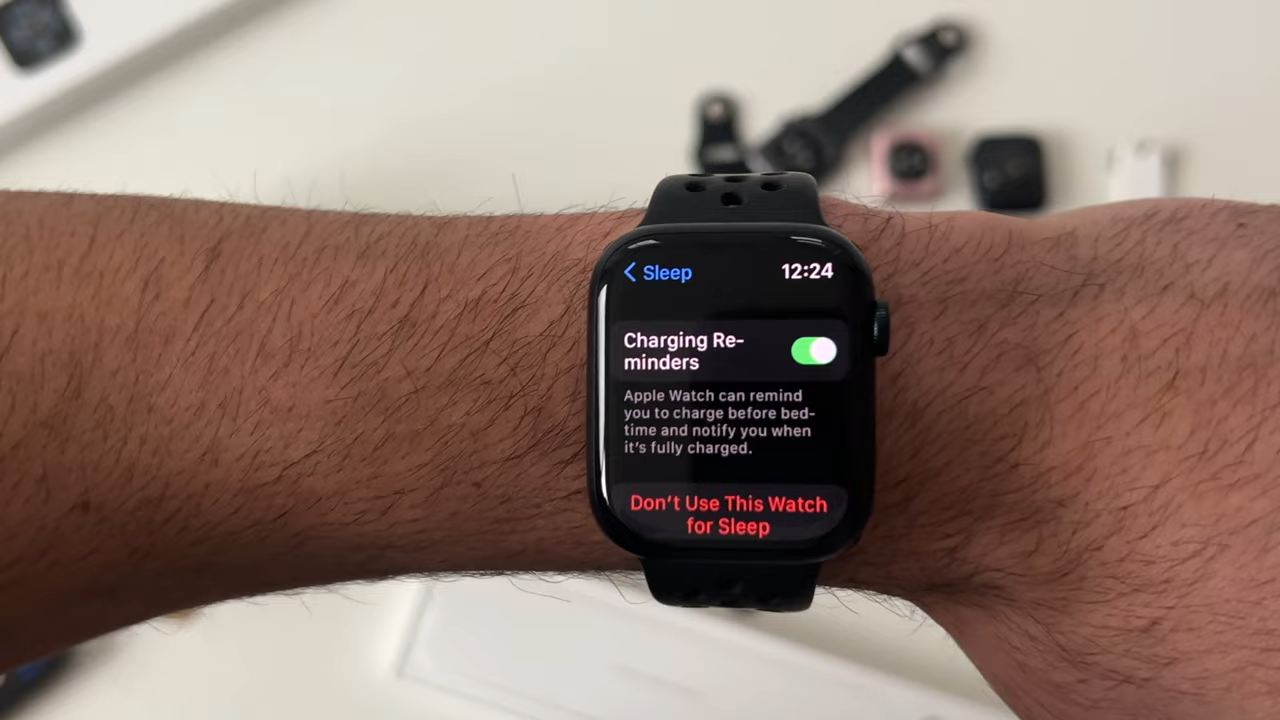 Sleep
12:24
Charging Re-
minders
Apple Watch can remind
you to charge before bed-
time and notify you when
it's fully charged.
Don't Use This Watch
for Sleep